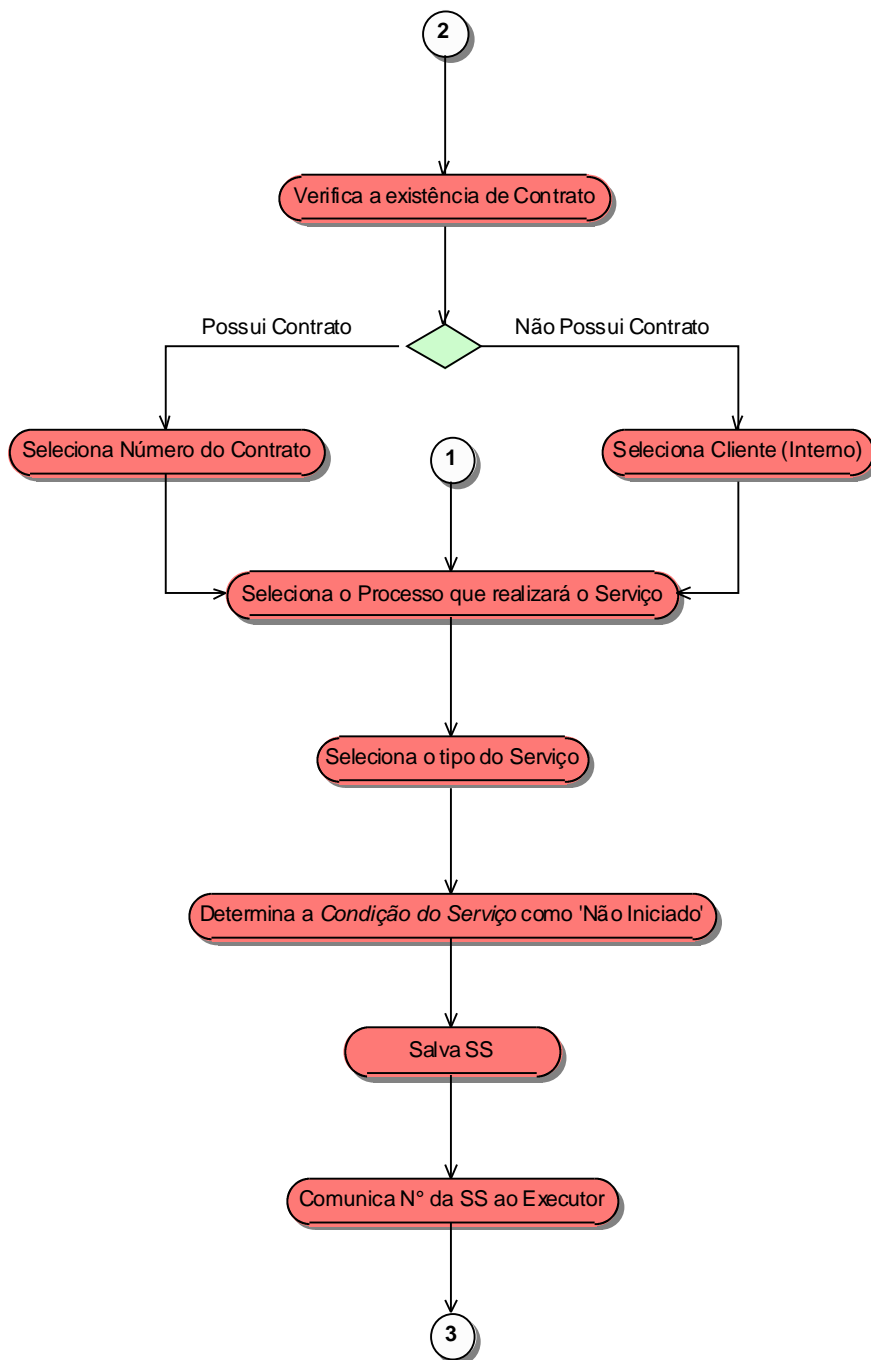 2
Verifica a existência de Contrato
Possui Contrato
Não Possui Contrato
Seleciona Número do Contrato
1
Seleciona Cliente (Interno)
Seleciona o Processo que realizará o Serviço
Seleciona o tipo do Serviço
Determina a Condição do Serviço como 'Não Iniciado'
Salva SS
Comunica N° da SS ao Executor
3